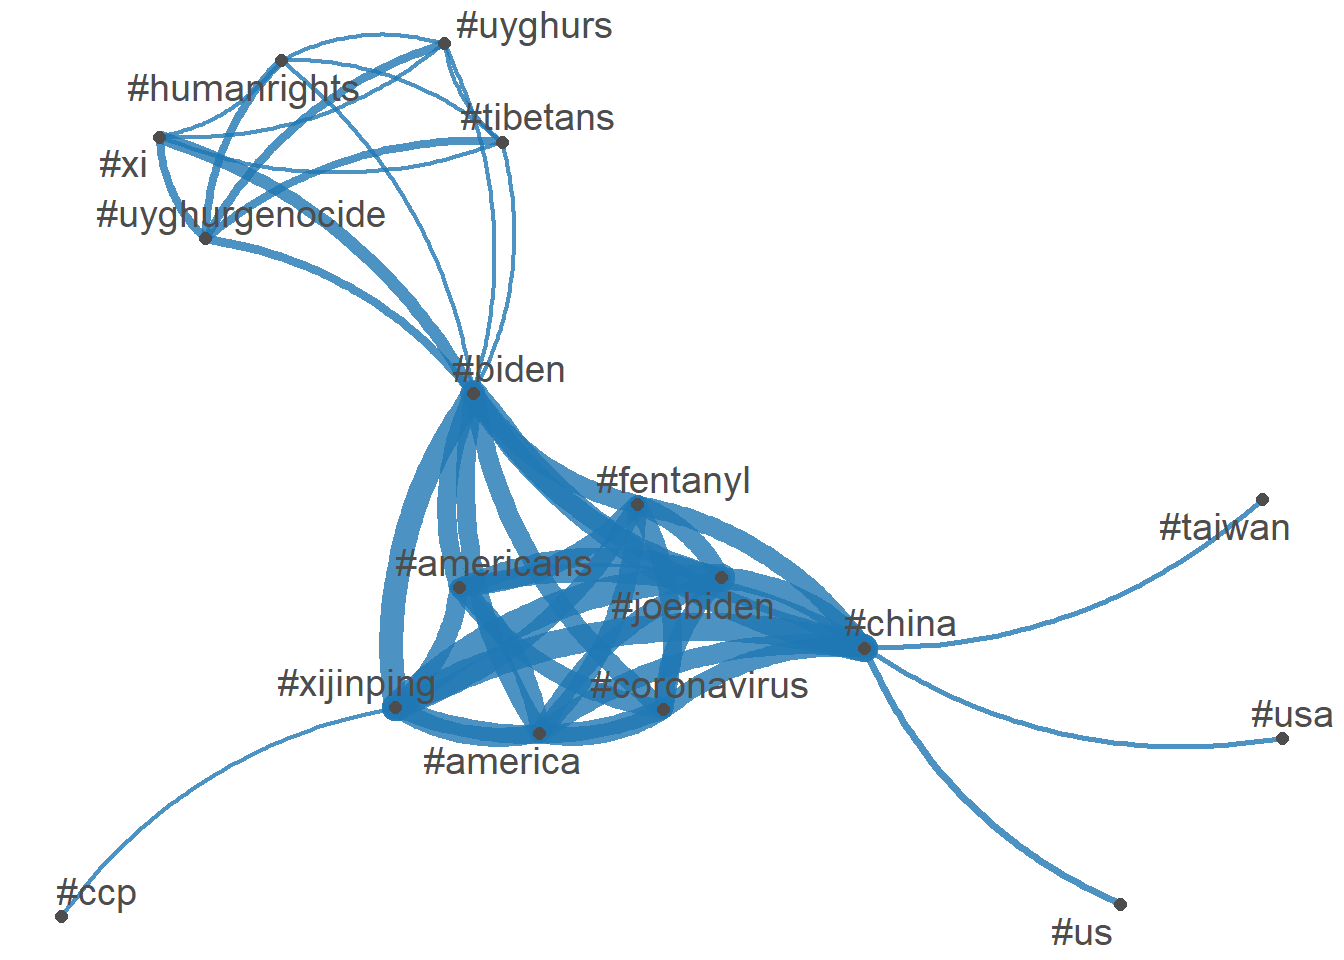 #uyghurs
#humanrights
#tibetans
#xi
#uyghurgenocide
#biden
#fentanyl
#taiwan
#americans
#joebiden
#china
#xijinping
#coronavirus
#usa
#america
#ccp
#us